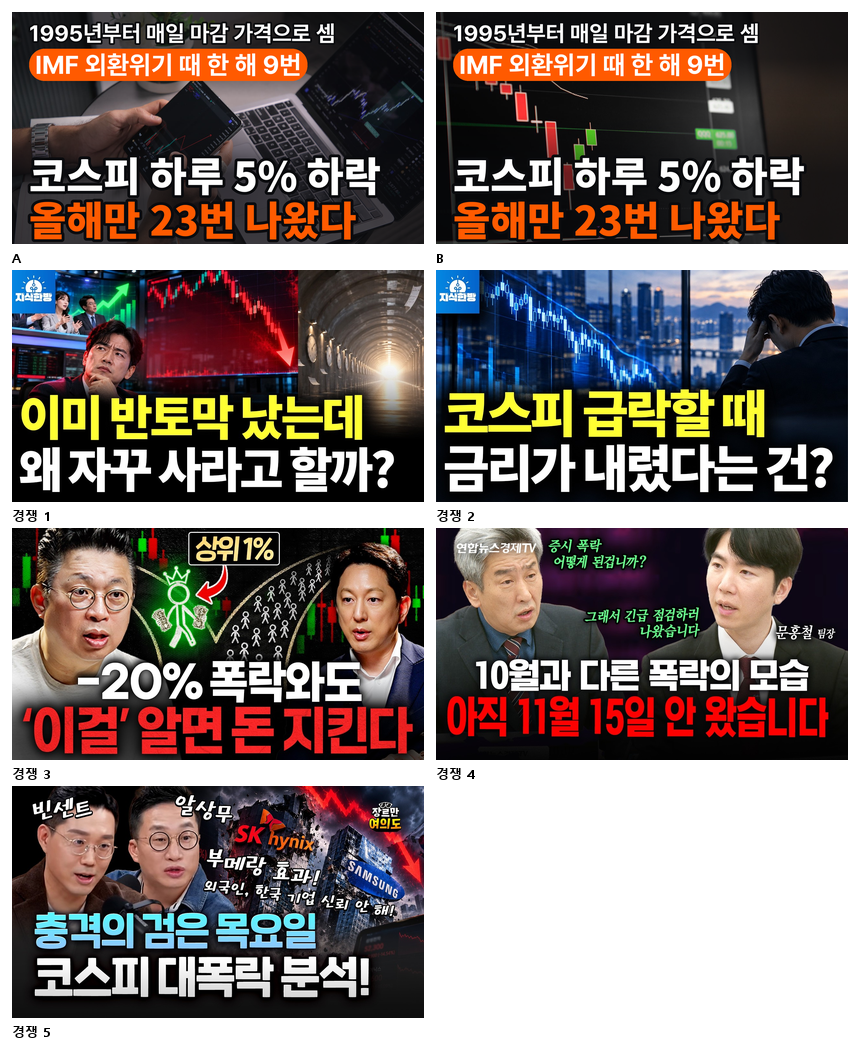 1995년부터 매일 마감 가격으로 셈
IMF 외환위기 때 한 해 9번
코스피 하루 5% 하락
올해만 23번 나왔다
A
1995년부터 매일 마감 가격으로 셈
IMF 외환위기 때 한 해 9번
코스피 하루 5% 하락
올해만 23번 나왔다
B
지식한방
이미 반토막 났는데
왜 자꾸 사라고 할까?
경쟁 1
지식한방
코스피 급락할 때
금리가 내렸다는 건?
경쟁 2
상위 1%
-20% 폭락와도
‘이걸’ 알면 돈 지킨다
경쟁 3
연합뉴스경제TV
증시 폭락
어떻게 된겁니까?
그래서 긴급 점검하러
나왔습니다
문홍철 팀장
10월과 다른 폭락의 모습
아직 11월 15일 안 왔습니다
경쟁 4
빈센트
알상무
장르만
여의도
SK hynix
SAMSUNG
부메랑 효과!
외국인, 한국 기업 신뢰 안 해!
충격의 검은 목요일
코스피 대폭락 분석!
경쟁 5